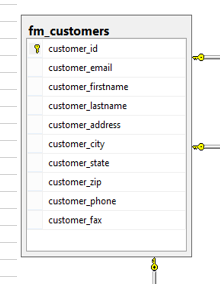 fm_customers
customer_id
customer_email
customer_firstname
customer_lastname
customer_address
customer_city
customer_state
customer_zip
customer_phone
customer_fax